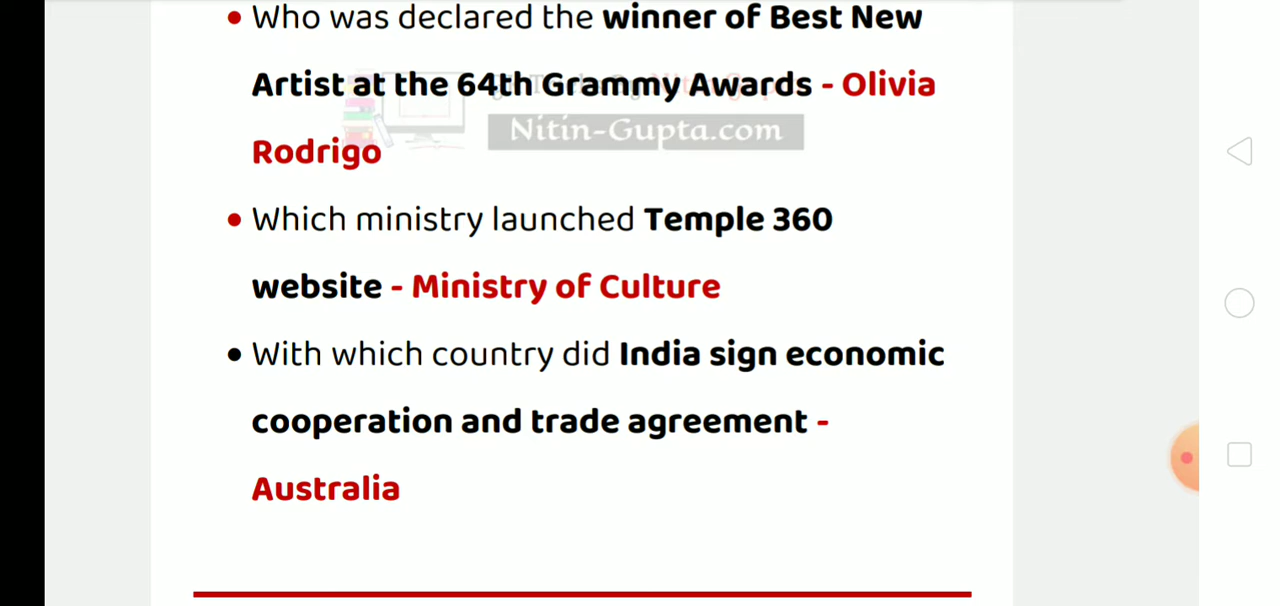 Who was declared the winner of Best New
Artist at the 64th Grammy Awards - Olivia
Nitin-Gupta.com
Rodrigo
Which ministry launched Temple 360
website - Ministry of Culture
With which country did India sign economic
cooperation and trade agreement -
Australia